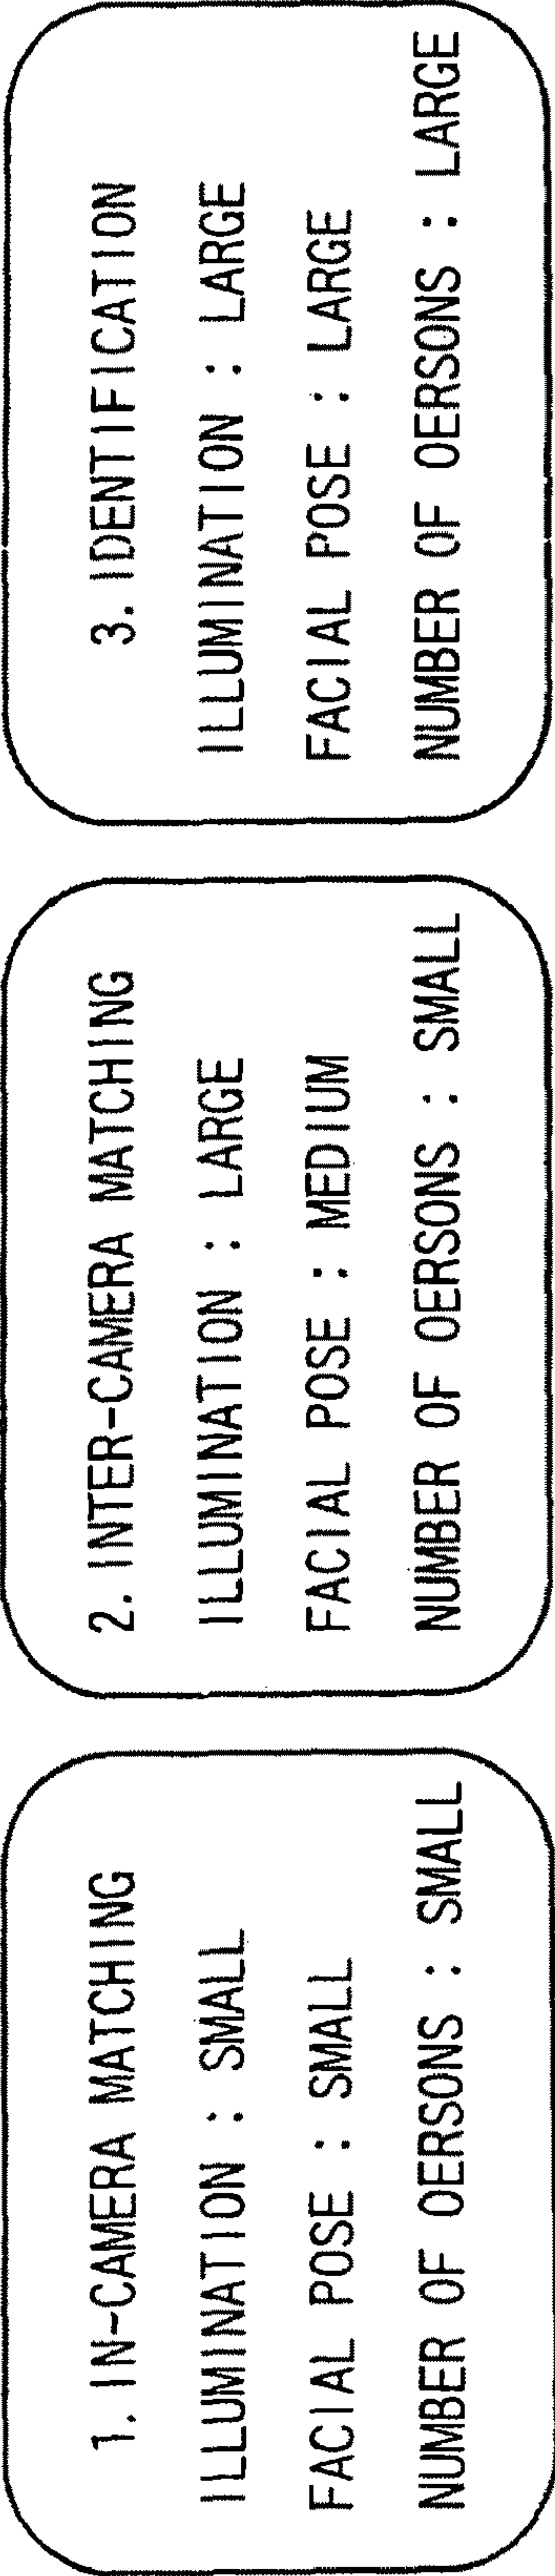 1. IN-CAMERA MATCHING
ILLUMINATION : SMALL
FACIAL POSE : SMALL
NUMBER OF OERSONS : SMALL
2. INTER-CAMERA MATCHING
ILLUMINATION : LARGE
FACIAL POSE : MEDIUM
NUMBER OF OERSONS : SMALL
3. IDENTIFICATION
ILLUMINATION : LARGE
FACIAL POSE : LARGE
NUMBER OF OERSONS : LARGE